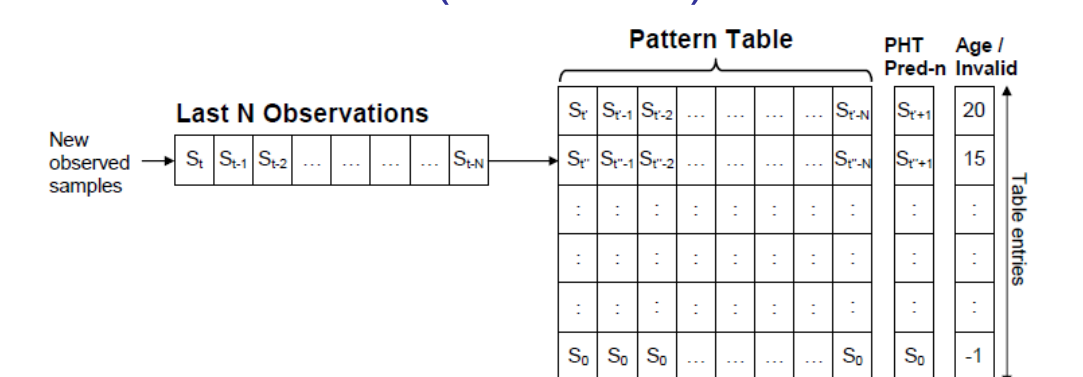 Pattern Table
PHT Pred-n
Age / Invalid
Last N Observations
New observed samples
St St-1 St-2 ... ... ... ... St-N
St' St'-1 St'-2 ... ... ... ... St'-N St'+1 20
St" St"-1 St"-2 ... ... ... ... St"-N St"+1 15
: : : : : : : : : :
: : : : : : : : : :
: : : : : : : : : :
S0 S0 S0 ... ... ... ... S0 S0 -1
Table entries